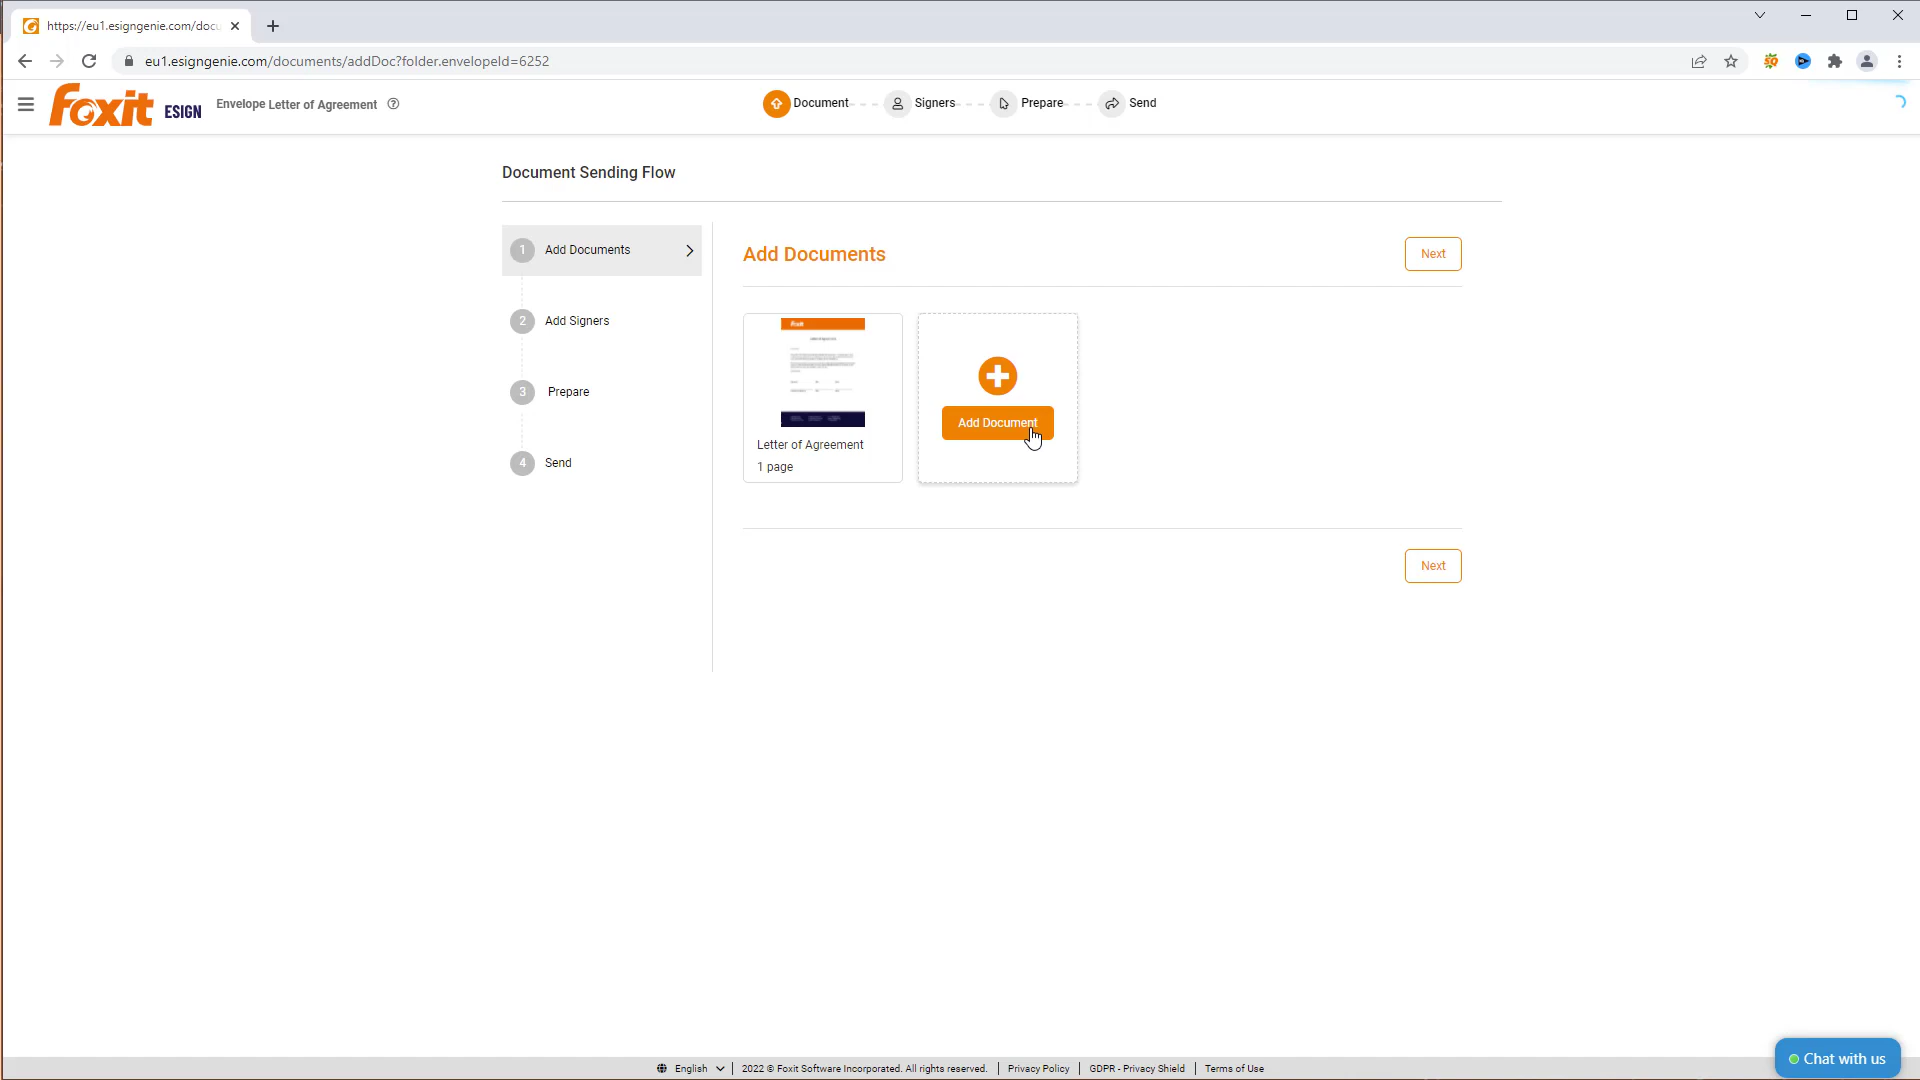 https://eu1.esigngenie.com/docu
eu1.esigngenie.com/documents/addDoc?folder.envelopeId=6252
Foxit ESIGN
Envelope Letter of Agreement
Document
Signers
Prepare
Send
Document Sending Flow
1 Add Documents
2 Add Signers
3 Prepare
4 Send
Add Documents
Next
Foxit
Letter of Agreement
1 page
Add Document
Next
English
2022 © Foxit Software Incorporated. All rights reserved.
Privacy Policy
GDPR - Privacy Shield
Terms of Use
Chat with us